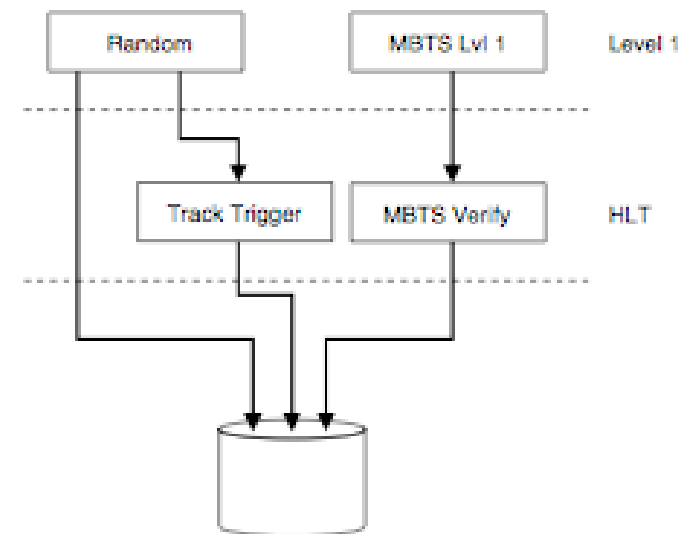 Random
MBTS Lvl 1
Level 1
Track Trigger
MBTS Verify
HLT